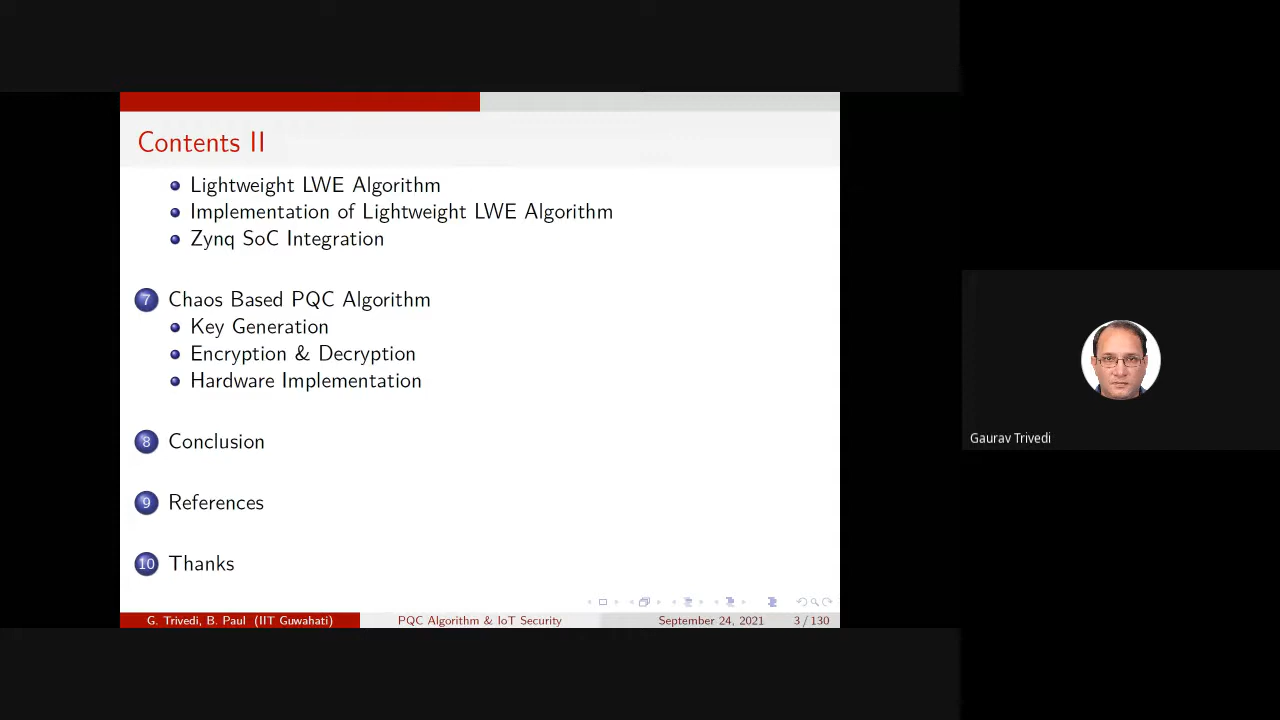 Contents II
Lightweight LWE Algorithm
Implementation of Lightweight LWE Algorithm
Zynq SoC Integration
7 Chaos Based PQC Algorithm
Key Generation
Encryption & Decryption
Hardware Implementation
8 Conclusion
9 References
10 Thanks
G. Trivedi, B. Paul (IIT Guwahati) PQC Algorithm & IoT Security September 24, 2021 3 / 130
Gaurav Trivedi